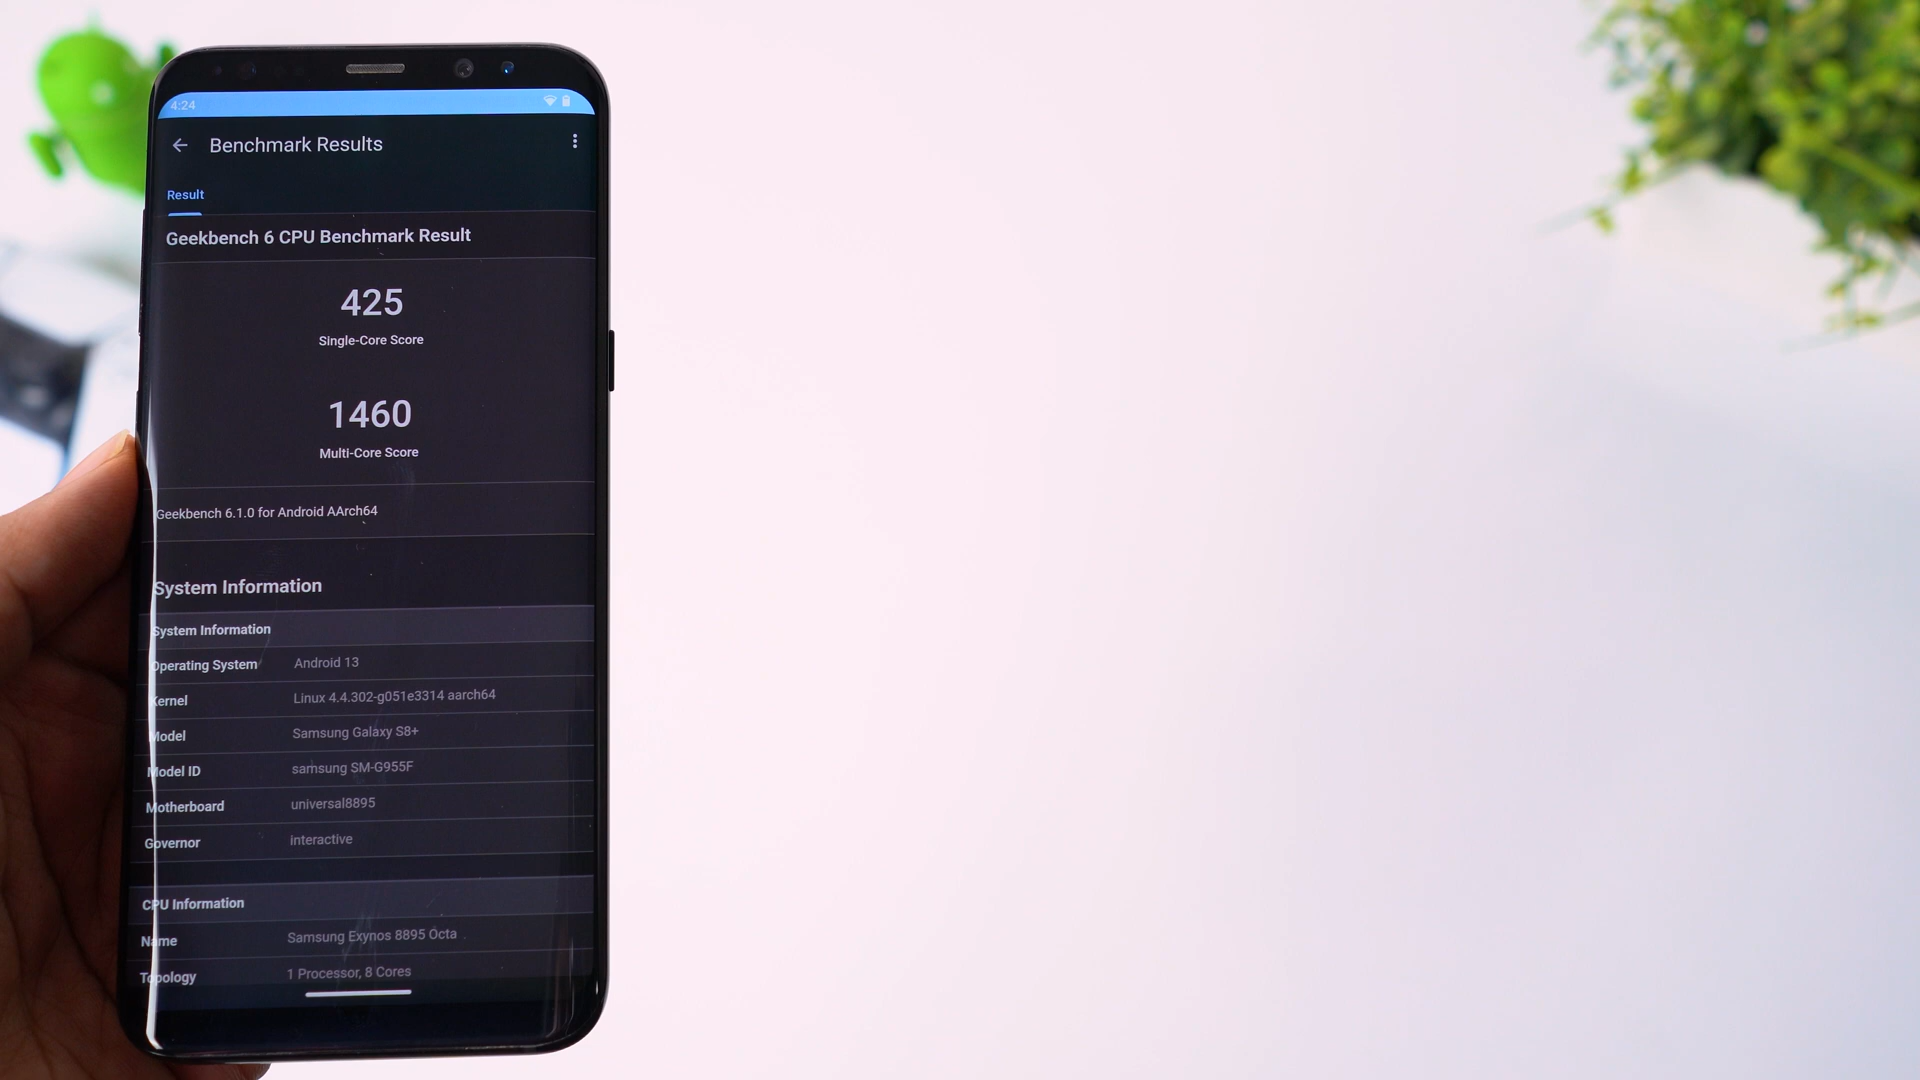 4:24
Benchmark Results
Result
Geekbench 6 CPU Benchmark Result
425
Single-Core Score
1460
Multi-Core Score
Geekbench 6.1.0 for Android AArch64
System Information
System Information
Operating System Android 13
Kernel Linux 4.4.302-g051e3314 aarch64
Model Samsung Galaxy S8+
Model ID samsung SM-G955F
Motherboard universal8895
Governor interactive
CPU Information
Name Samsung Exynos 8895 Octa
Topology 1 Processor, 8 Cores